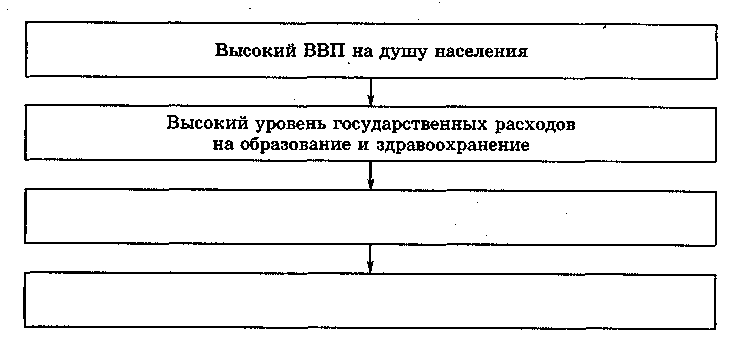 Высокий ВВП на душу населения
Высокий уровень государственных расходов
на образование и здравоохранение